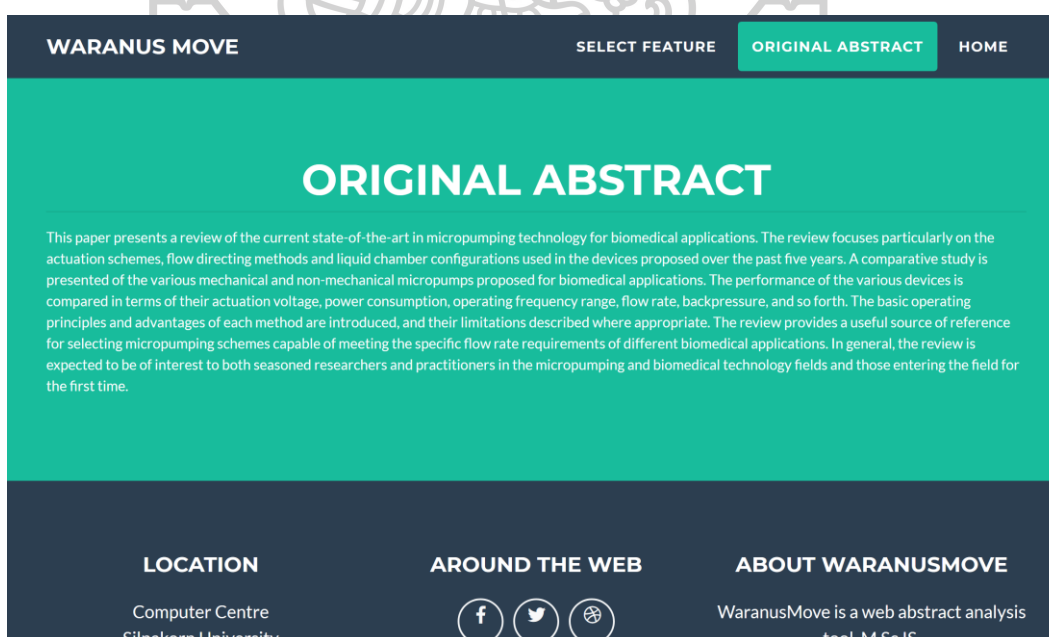 WARANUS MOVE
SELECT FEATURE
ORIGINAL ABSTRACT
HOME
ORIGINAL ABSTRACT
This paper presents a review of the current state-of-the-art in micropumping technology for biomedical applications. The review focuses particularly on the
actuation schemes, flow directing methods and liquid chamber configurations used in the devices proposed over the past five years. A comparative study is
presented of the various mechanical and non-mechanical micropumps proposed for biomedical applications. The performance of the various devices is
compared in terms of their actuation voltage, power consumption, operating frequency range, flow rate, backpressure, and so forth. The basic operating
principles and advantages of each method are introduced, and their limitations described where appropriate. The review provides a useful source of reference
for selecting micropumping schemes capable of meeting the specific flow rate requirements of different biomedical applications. In general, the review is
expected to be of interest to both seasoned researchers and practitioners in the micropumping and biomedical technology fields and those entering the field for
the first time.
LOCATION
Computer Centre
Silpakorn University
AROUND THE WEB
ABOUT WARANUSMOVE
WaranusMove is a web abstract analysis
tool, M.Sc.IS